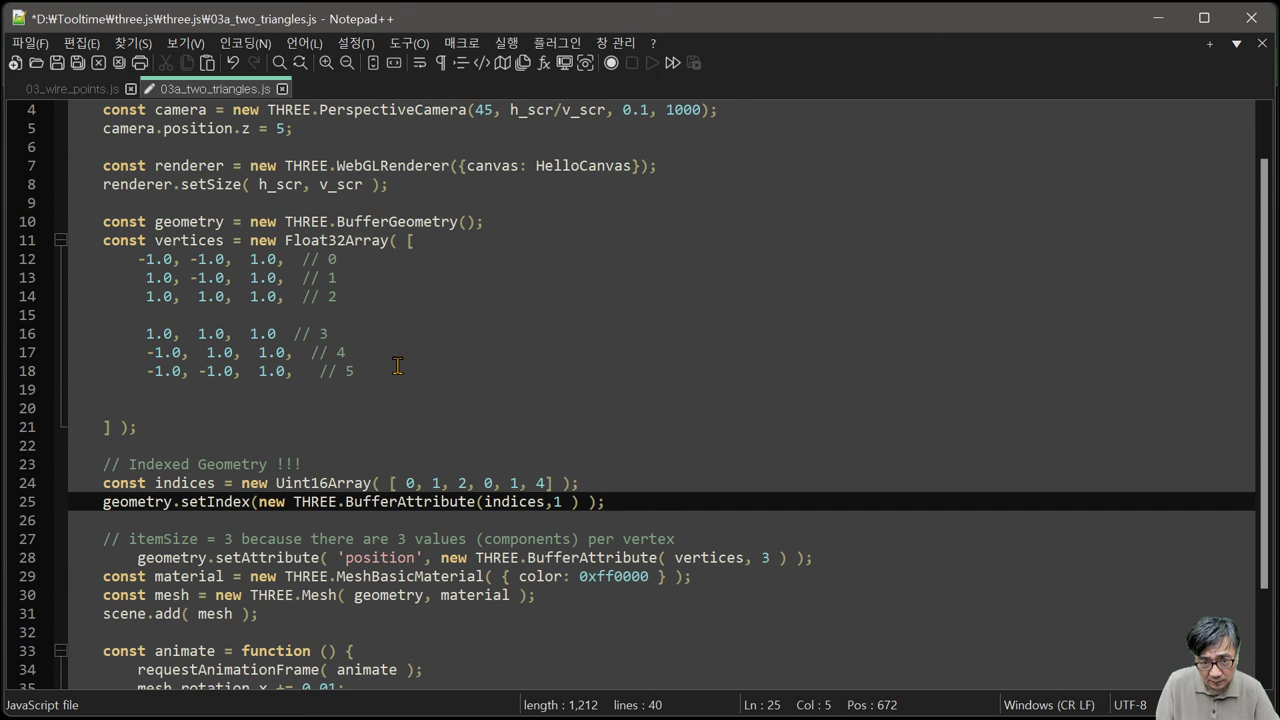 *D:₩Tooltime₩three.js₩three.js₩03a_two_triangles.js - Notepad++
파일(F) 편집(E) 찾기(S) 보기(V) 인코딩(N) 언어(L) 설정(T) 도구(O) 매크로 실행 플러그인 창 관리 ?
03_wire_points.js 03a_two_triangles.js
4 const camera = new THREE.PerspectiveCamera(45, h_scr/v_scr, 0.1, 1000);
5 camera.position.z = 5;
6
7 const renderer = new THREE.WebGLRenderer({canvas: HelloCanvas});
8 renderer.setSize( h_scr, v_scr );
9
10 const geometry = new THREE.BufferGeometry();
11 const vertices = new Float32Array( [
12 -1.0, -1.0, 1.0, // 0
13 1.0, -1.0, 1.0, // 1
14 1.0, 1.0, 1.0, // 2
15
16 1.0, 1.0, 1.0 // 3
17 -1.0, 1.0, 1.0, // 4
18 -1.0, -1.0, 1.0, // 5
19
20
21 ] );
22
23 // Indexed Geometry !!!
24 const indices = new Uint16Array( [ 0, 1, 2, 0, 1, 4] );
25 geometry.setIndex(new THREE.BufferAttribute(indices,1 ) );
26
27 // itemSize = 3 because there are 3 values (components) per vertex
28 geometry.setAttribute( 'position', new THREE.BufferAttribute( vertices, 3 ) );
29 const material = new THREE.MeshBasicMaterial( { color: 0xff0000 } );
30 const mesh = new THREE.Mesh( geometry, material );
31 scene.add( mesh );
32
33 const animate = function () {
34 requestAnimationFrame( animate );
35 mesh.rotation.x += 0.01;
JavaScript file length : 1,212 lines : 40 Ln : 25 Col : 5 Pos : 672 Windows (CR LF) UTF-8